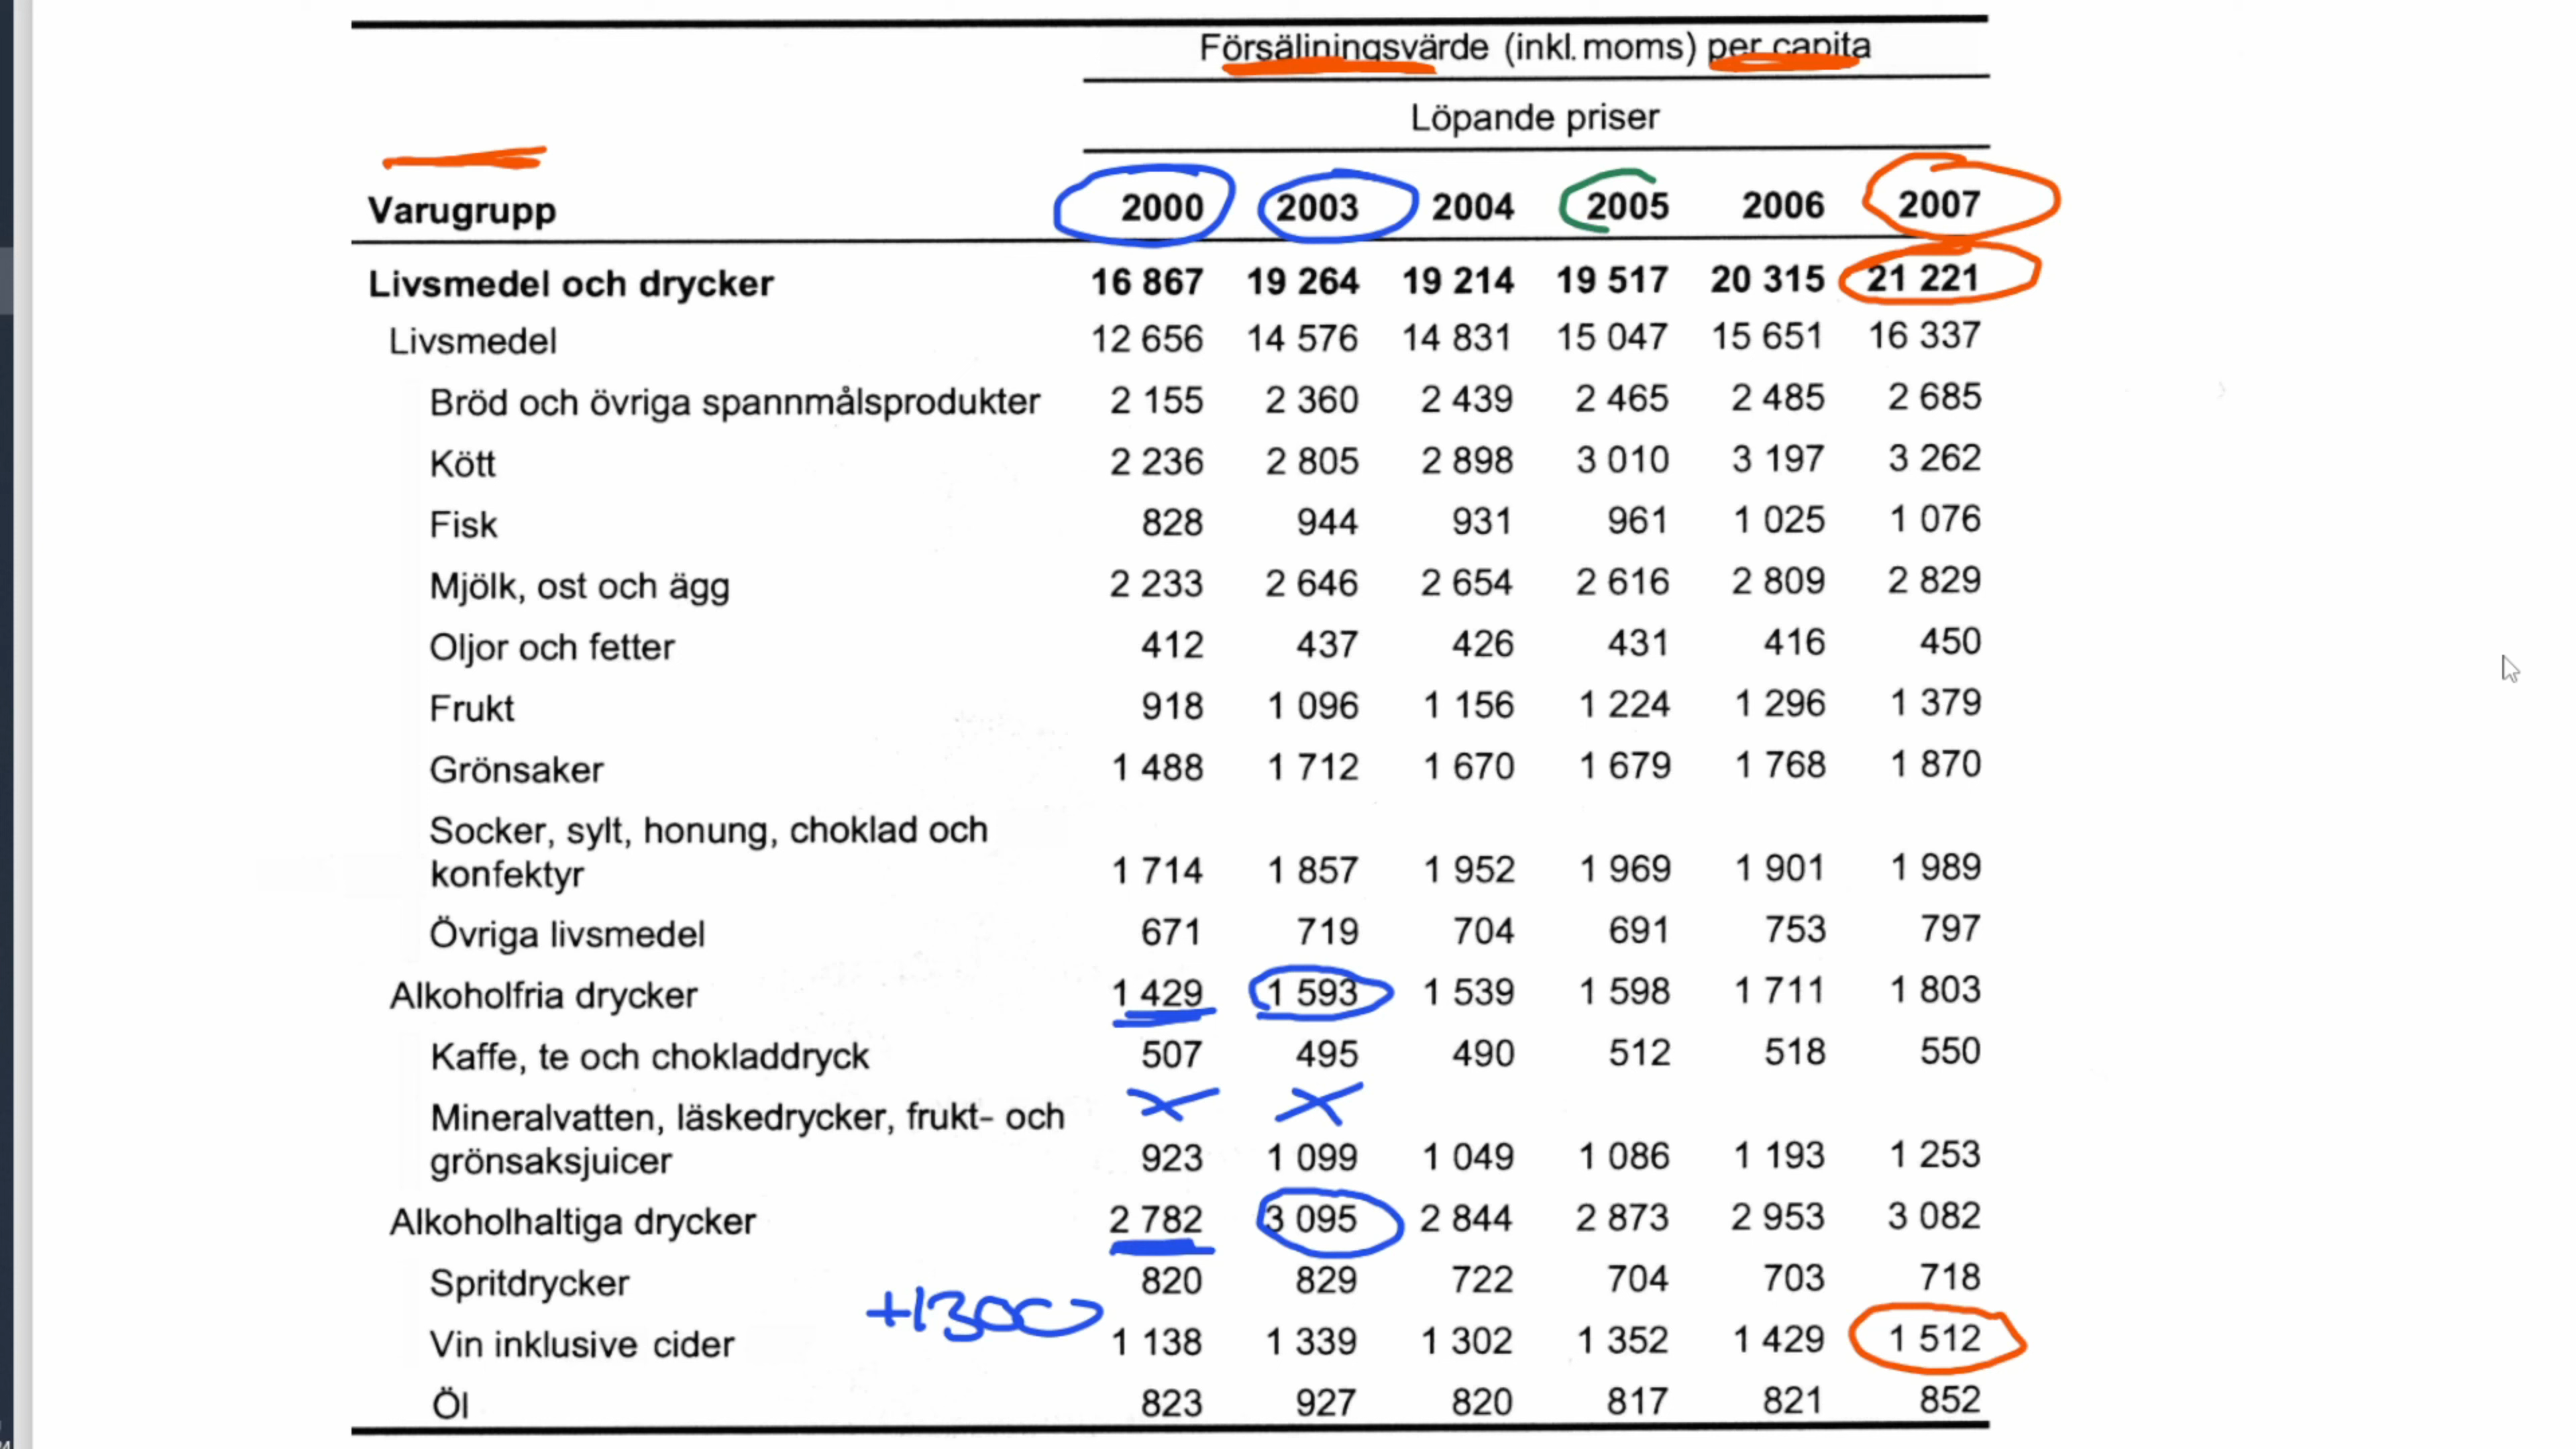 Försäljningsvärde (inkl. moms) per capita
Löpande priser
Varugrupp 2000 2003 2004 2005 2006 2007
Livsmedel och drycker 16 867 19 264 19 214 19 517 20 315 21 221
Livsmedel 12 656 14 576 14 831 15 047 15 651 16 337
Bröd och övriga spannmålsprodukter 2 155 2 360 2 439 2 465 2 485 2 685
Kött 2 236 2 805 2 898 3 010 3 197 3 262
Fisk 828 944 931 961 1 025 1 076
Mjölk, ost och ägg 2 233 2 646 2 654 2 616 2 809 2 829
Oljor och fetter 412 437 426 431 416 450
Frukt 918 1 096 1 156 1 224 1 296 1 379
Grönsaker 1 488 1 712 1 670 1 679 1 768 1 870
Socker, sylt, honung, choklad och
konfektyr 1 714 1 857 1 952 1 969 1 901 1 989
Övriga livsmedel 671 719 704 691 753 797
Alkoholfria drycker 1 429 1 593 1 539 1 598 1 711 1 803
Kaffe, te och chokladdryck 507 495 490 512 518 550
Mineralvatten, läskedrycker, frukt- och
grönsaksjuicer 923 1 099 1 049 1 086 1 193 1 253
Alkoholhaltiga drycker 2 782 3 095 2 844 2 873 2 953 3 082
Spritdrycker 820 829 722 704 703 718
+1300
Vin inklusive cider 1 138 1 339 1 302 1 352 1 429 1 512
Öl 823 927 820 817 821 852